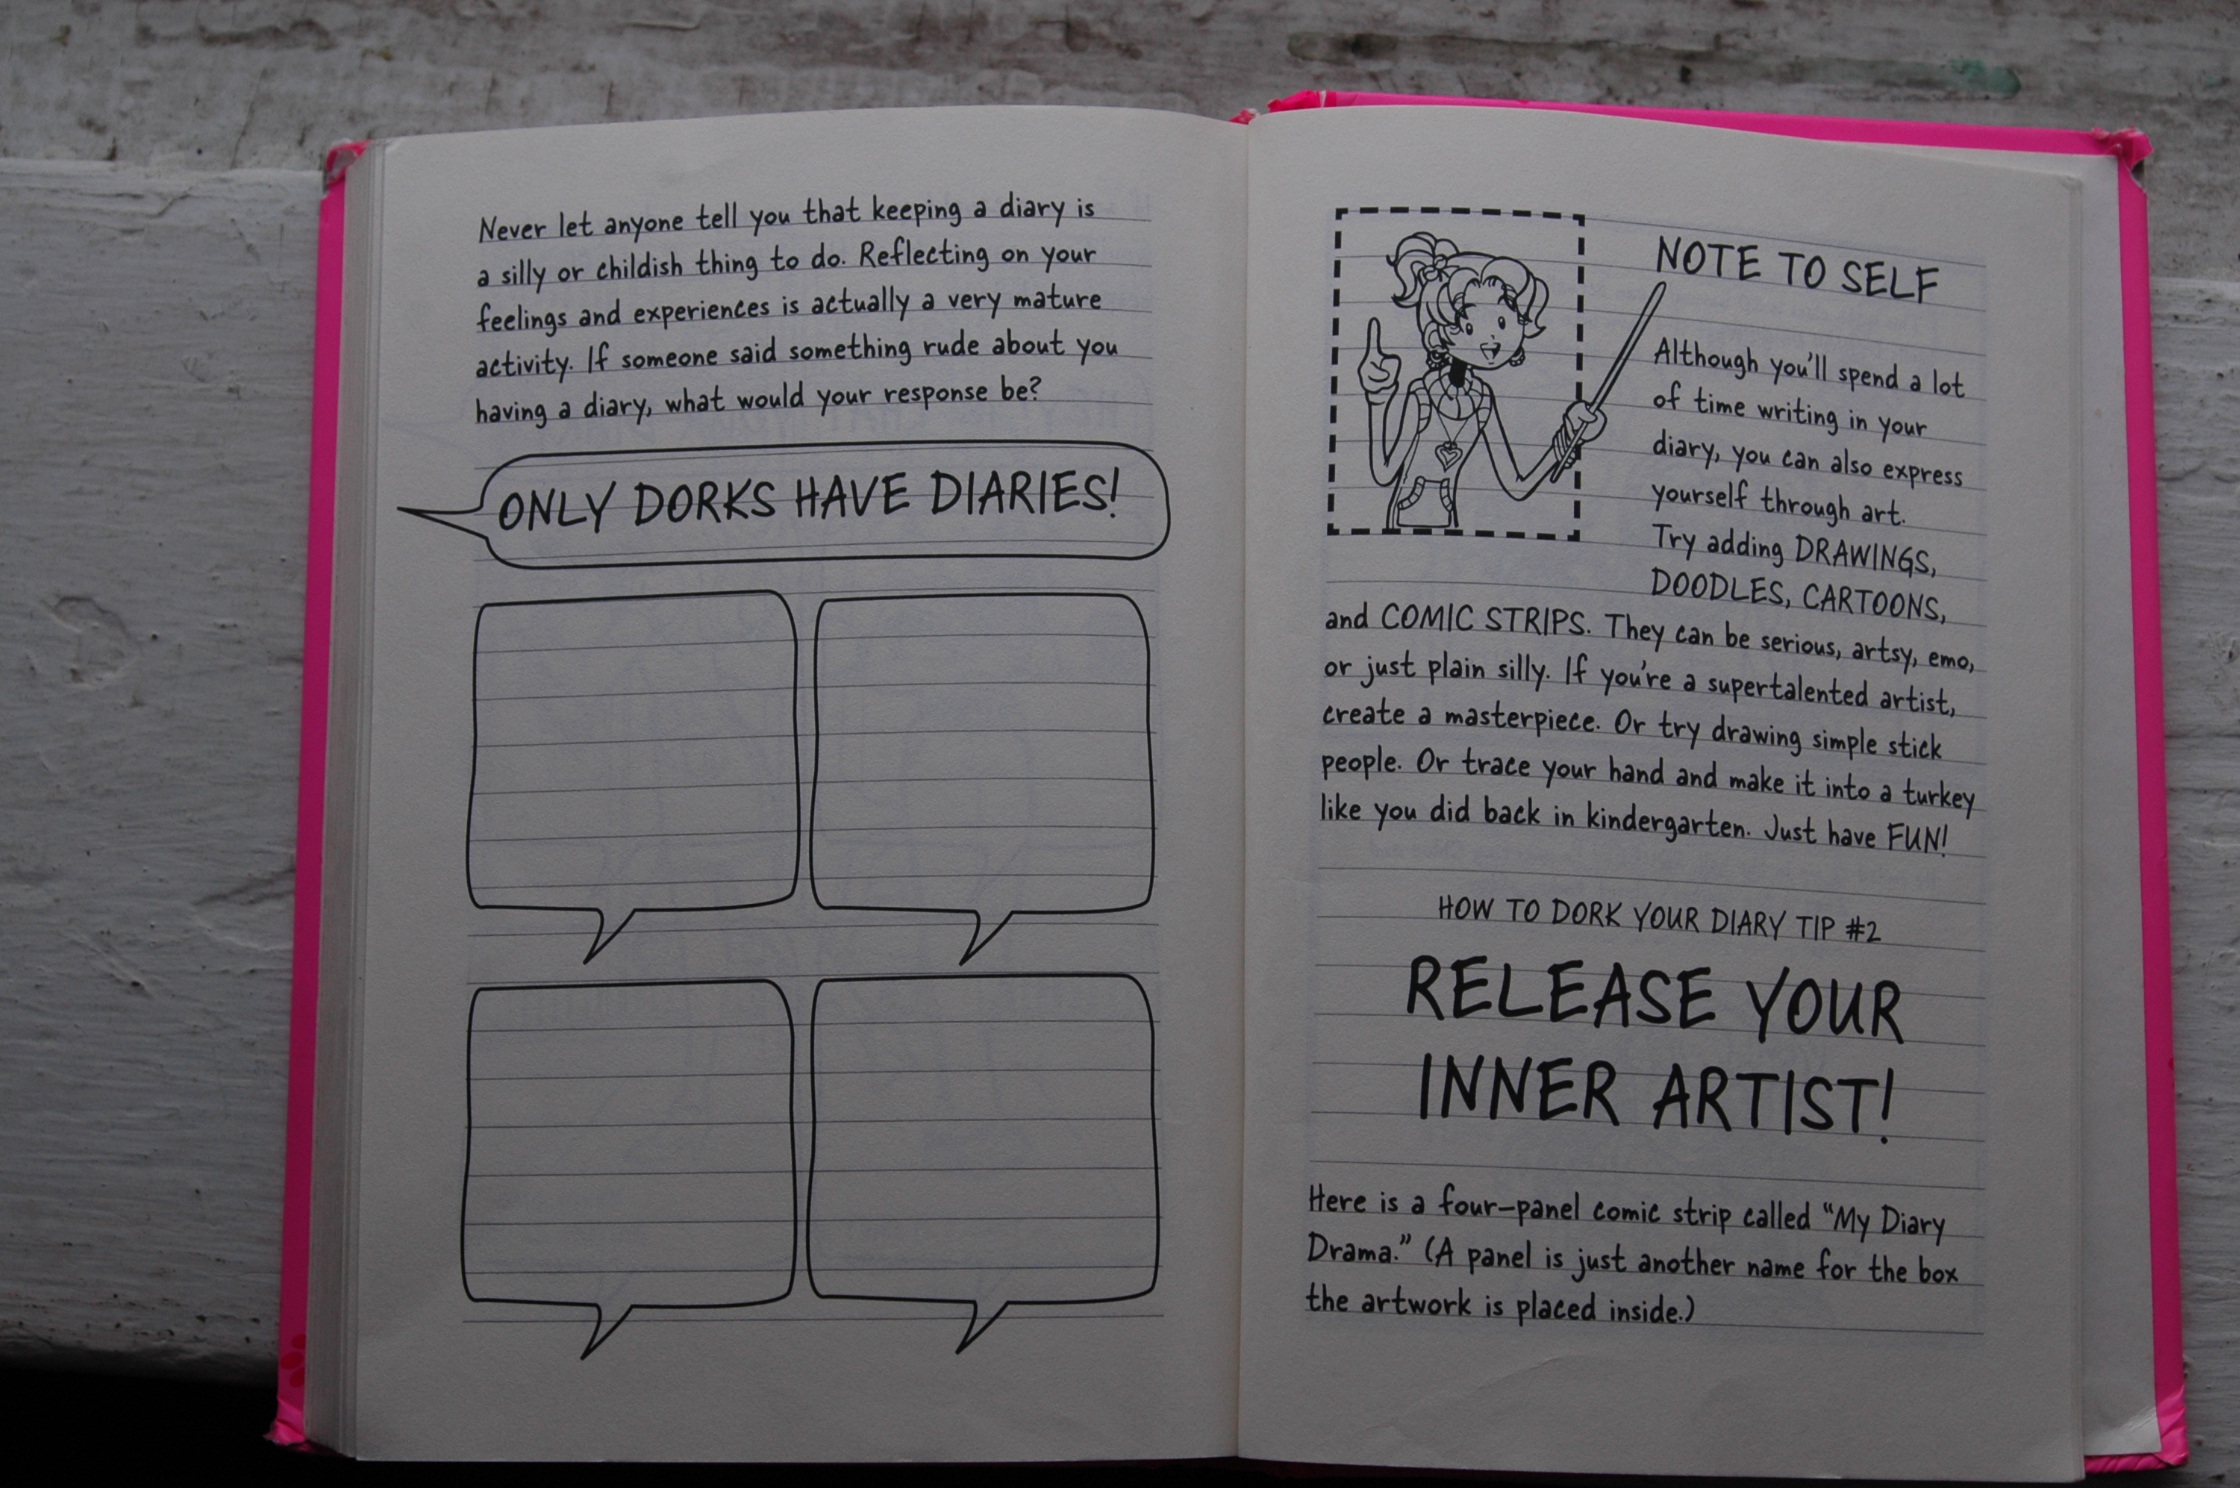 Never let anyone tell you that keeping a diary is
a silly or childish thing to do. Reflecting on your
feelings and experiences is actually a very mature
activity. If someone said something rude about you
having a diary, what would your response be?
ONLY DORKS HAVE DIARIES!
NOTE TO SELF
Although you'll spend a lot
of time writing in your
diary, you can also express
yourself through art.
Try adding DRAWINGS,
DOODLES, CARTOONS,
and COMIC STRIPS. They can be serious, artsy, emo,
or just plain silly. If you're a supertalented artist,
create a masterpiece. Or try drawing simple stick
people. Or trace your hand and make it into a turkey
like you did back in kindergarten. Just have FUN!
HOW TO DORK YOUR DIARY TIP #2
RELEASE YOUR
INNER ARTIST!
Here is a four-panel comic strip called "My Diary
Drama." (A panel is just another name for the box
the artwork is placed inside.)